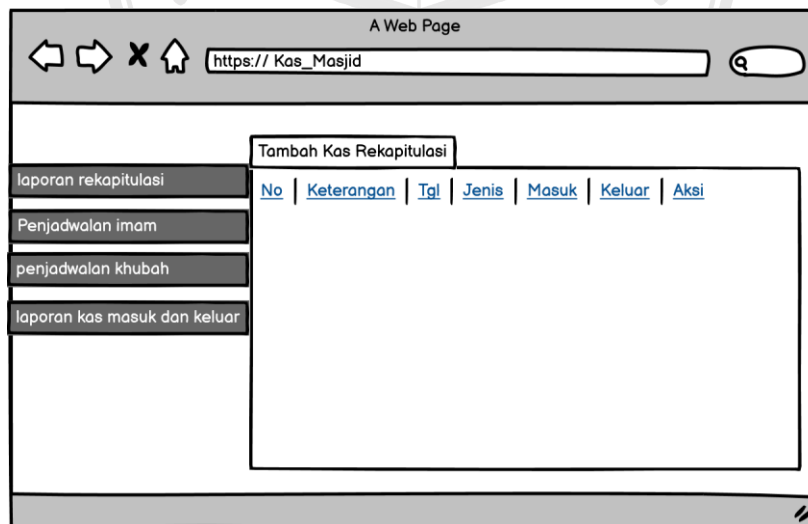 A Web Page
https:// Kas_Masjid
Tambah Kas Rekapitulasi
laporan rekapitulasi
Penjadwalan imam
penjadwalan khubah
laporan kas masuk dan keluar
No | Keterangan | Tgl | Jenis | Masuk | Keluar | Aksi